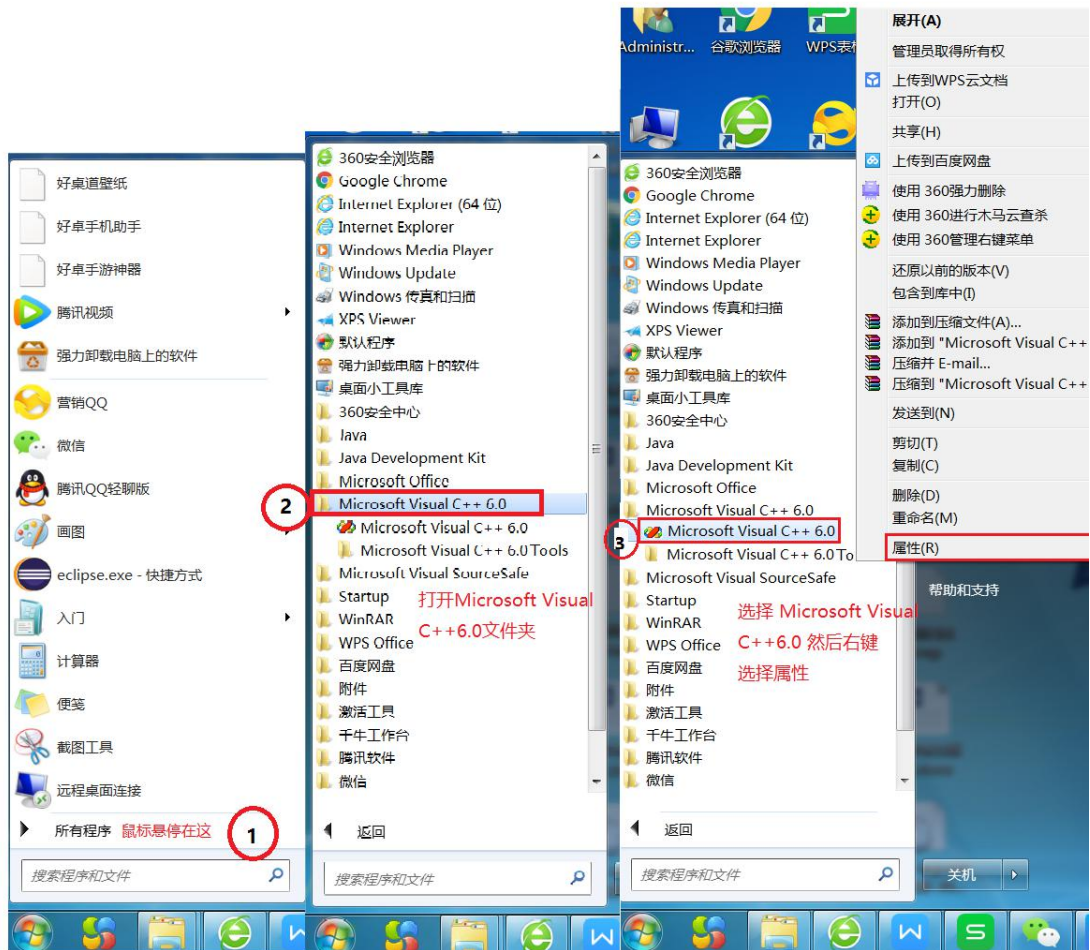 好桌道壁纸
好卓手机助手
好卓手游神器
腾讯视频
强力卸载电脑上的软件
营销QQ
微信
腾讯QQ轻聊版
画图
eclipse.exe - 快捷方式
入门
计算器
便笺
截图工具
远程桌面连接
所有程序 鼠标悬停在这 1
搜索程序和文件
360安全浏览器
Google Chrome
Internet Explorer (64 位)
Internet Explorer
Windows Media Player
Windows Update
Windows 传真和扫描
XPS Viewer
默认程序
强力卸载电脑上的软件
桌面小工具库
360安全中心
Java
Java Development Kit
Microsoft Office
2 Microsoft Visual C++ 6.0
Microsoft Visual C++ 6.0
Microsoft Visual C++ 6.0 Tools
Microsoft Visual SourceSafe
Startup
WinRAR
WPS Office
打开Microsoft Visual
C++6.0文件夹
百度网盘
附件
激活工具
千牛工作台
腾讯软件
微信
返回
搜索程序和文件
Administr...
谷歌浏览器
WPS表
360安全浏览器
Google Chrome
Internet Explorer (64 位)
Internet Explorer
Windows Media Player
Windows Update
Windows 传真和扫描
XPS Viewer
默认程序
强力卸载电脑上的软件
桌面小工具库
360安全中心
Java
Java Development Kit
Microsoft Office
Microsoft Visual C++ 6.0
3 Microsoft Visual C++ 6.0
Microsoft Visual C++ 6.0 To
Microsoft Visual SourceSafe
Startup
WinRAR
WPS Office
选择 Microsoft Visual
C++6.0 然后右键
选择属性
百度网盘
附件
激活工具
千牛工作台
腾讯软件
微信
返回
搜索程序和文件
展开(A)
管理员取得所有权
上传到WPS云文档
打开(O)
共享(H)
上传到百度网盘
使用 360强力删除
使用 360进行木马云查杀
使用 360管理右键菜单
还原以前的版本(V)
包含到库中(I)
添加到压缩文件(A)...
添加到 "Microsoft Visual C++
压缩并 E-mail...
压缩到 "Microsoft Visual C++
发送到(N)
剪切(T)
复制(C)
删除(D)
重命名(M)
属性(R)
帮助和支持
关机